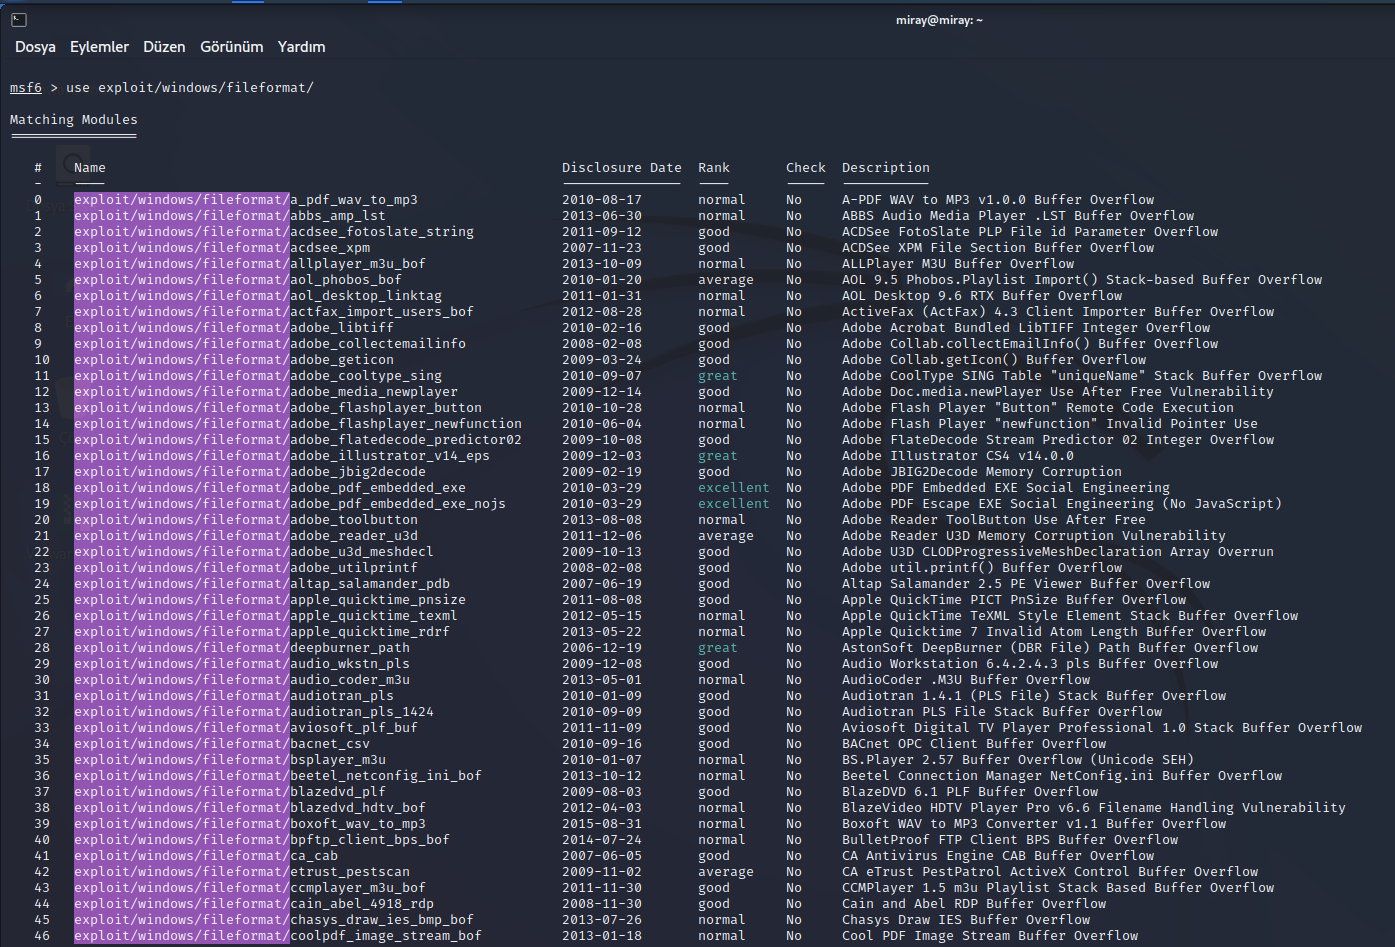 miray@miray: ~
Dosya Eylemler Düzen Görünüm Yardım
msf6 > use exploit/windows/fileformat/
Matching Modules
================
# Name Disclosure Date Rank Check Description
- ---- --------------- ---- ----- -----------
0 exploit/windows/fileformat/a_pdf_wav_to_mp3 2010-08-17 normal No A-PDF WAV to MP3 v1.0.0 Buffer Overflow
1 exploit/windows/fileformat/abbs_amp_lst 2013-06-30 normal No ABBS Audio Media Player .LST Buffer Overflow
2 exploit/windows/fileformat/acdsee_fotoslate_string 2011-09-12 good No ACDSee FotoSlate PLP File id Parameter Overflow
3 exploit/windows/fileformat/acdsee_xpm 2007-11-23 good No ACDSee XPM File Section Buffer Overflow
4 exploit/windows/fileformat/allplayer_m3u_bof 2013-10-09 normal No ALLPlayer M3U Buffer Overflow
5 exploit/windows/fileformat/aol_phobos_bof 2010-01-20 average No AOL 9.5 Phobos.Playlist Import() Stack-based Buffer Overflow
6 exploit/windows/fileformat/aol_desktop_linktag 2011-01-31 normal No AOL Desktop 9.6 RTX Buffer Overflow
7 exploit/windows/fileformat/actfax_import_users_bof 2012-08-28 normal No ActiveFax (ActFax) 4.3 Client Importer Buffer Overflow
8 exploit/windows/fileformat/adobe_libtiff 2010-02-16 good No Adobe Acrobat Bundled LibTIFF Integer Overflow
9 exploit/windows/fileformat/adobe_collectemailinfo 2008-02-08 good No Adobe Collab.collectEmailInfo() Buffer Overflow
10 exploit/windows/fileformat/adobe_geticon 2009-03-24 good No Adobe Collab.getIcon() Buffer Overflow
11 exploit/windows/fileformat/adobe_cooltype_sing 2010-09-07 great No Adobe CoolType SING Table "uniqueName" Stack Buffer Overflow
12 exploit/windows/fileformat/adobe_media_newplayer 2009-12-14 good No Adobe Doc.media.newPlayer Use After Free Vulnerability
13 exploit/windows/fileformat/adobe_flashplayer_button 2010-10-28 normal No Adobe Flash Player "Button" Remote Code Execution
14 exploit/windows/fileformat/adobe_flashplayer_newfunction 2010-06-04 normal No Adobe Flash Player "newfunction" Invalid Pointer Use
15 exploit/windows/fileformat/adobe_flatedecode_predictor02 2009-10-08 good No Adobe FlateDecode Stream Predictor 02 Integer Overflow
16 exploit/windows/fileformat/adobe_illustrator_v14_eps 2009-12-03 great No Adobe Illustrator CS4 v14.0.0
17 exploit/windows/fileformat/adobe_jbig2decode 2009-02-19 good No Adobe JBIG2Decode Memory Corruption
18 exploit/windows/fileformat/adobe_pdf_embedded_exe 2010-03-29 excellent No Adobe PDF Embedded EXE Social Engineering
19 exploit/windows/fileformat/adobe_pdf_embedded_exe_nojs 2010-03-29 excellent No Adobe PDF Escape EXE Social Engineering (No JavaScript)
20 exploit/windows/fileformat/adobe_toolbutton 2013-08-08 normal No Adobe Reader ToolButton Use After Free
21 exploit/windows/fileformat/adobe_reader_u3d 2011-12-06 average No Adobe Reader U3D Memory Corruption Vulnerability
22 exploit/windows/fileformat/adobe_u3d_meshdecl 2009-10-13 good No Adobe U3D CLODProgressiveMeshDeclaration Array Overrun
23 exploit/windows/fileformat/adobe_utilprintf 2008-02-08 good No Adobe util.printf() Buffer Overflow
24 exploit/windows/fileformat/altap_salamander_pdb 2007-06-19 good No Altap Salamander 2.5 PE Viewer Buffer Overflow
25 exploit/windows/fileformat/apple_quicktime_pnsize 2011-08-08 good No Apple QuickTime PICT PnSize Buffer Overflow
26 exploit/windows/fileformat/apple_quicktime_texml 2012-05-15 normal No Apple QuickTime TeXML Style Element Stack Buffer Overflow
27 exploit/windows/fileformat/apple_quicktime_rdrf 2013-05-22 normal No Apple Quicktime 7 Invalid Atom Length Buffer Overflow
28 exploit/windows/fileformat/deepburner_path 2006-12-19 great No AstonSoft DeepBurner (DBR File) Path Buffer Overflow
29 exploit/windows/fileformat/audio_wkstn_pls 2009-12-08 good No Audio Workstation 6.4.2.4.3 pls Buffer Overflow
30 exploit/windows/fileformat/audio_coder_m3u 2013-05-01 normal No AudioCoder .M3U Buffer Overflow
31 exploit/windows/fileformat/audiotran_pls 2010-01-09 good No Audiotran 1.4.1 (PLS File) Stack Buffer Overflow
32 exploit/windows/fileformat/audiotran_pls_1424 2010-09-09 good No Audiotran PLS File Stack Buffer Overflow
33 exploit/windows/fileformat/aviosoft_plf_buf 2011-11-09 good No Aviosoft Digital TV Player Professional 1.0 Stack Buffer Overflow
34 exploit/windows/fileformat/bacnet_csv 2010-09-16 good No BACnet OPC Client Buffer Overflow
35 exploit/windows/fileformat/bsplayer_m3u 2010-01-07 normal No BS.Player 2.57 Buffer Overflow (Unicode SEH)
36 exploit/windows/fileformat/beetel_netconfig_ini_bof 2013-10-12 normal No Beetel Connection Manager NetConfig.ini Buffer Overflow
37 exploit/windows/fileformat/blazedvd_plf 2009-08-03 good No BlazeDVD 6.1 PLF Buffer Overflow
38 exploit/windows/fileformat/blazedvd_hdtv_bof 2012-04-03 normal No BlazeVideo HDTV Player Pro v6.6 Filename Handling Vulnerability
39 exploit/windows/fileformat/boxoft_wav_to_mp3 2015-08-31 normal No Boxoft WAV to MP3 Converter v1.1 Buffer Overflow
40 exploit/windows/fileformat/bpftp_client_bps_bof 2014-07-24 normal No BulletProof FTP Client BPS Buffer Overflow
41 exploit/windows/fileformat/ca_cab 2007-06-05 good No CA Antivirus Engine CAB Buffer Overflow
42 exploit/windows/fileformat/etrust_pestscan 2009-11-02 average No CA eTrust PestPatrol ActiveX Control Buffer Overflow
43 exploit/windows/fileformat/ccmplayer_m3u_bof 2011-11-30 good No CCMPlayer 1.5 m3u Playlist Stack Based Buffer Overflow
44 exploit/windows/fileformat/cain_abel_4918_rdp 2008-11-30 good No Cain and Abel RDP Buffer Overflow
45 exploit/windows/fileformat/chasys_draw_ies_bmp_bof 2013-07-26 normal No Chasys Draw IES Buffer Overflow
46 exploit/windows/fileformat/coolpdf_image_stream_bof 2013-01-18 normal No Cool PDF Image Stream Buffer Overflow